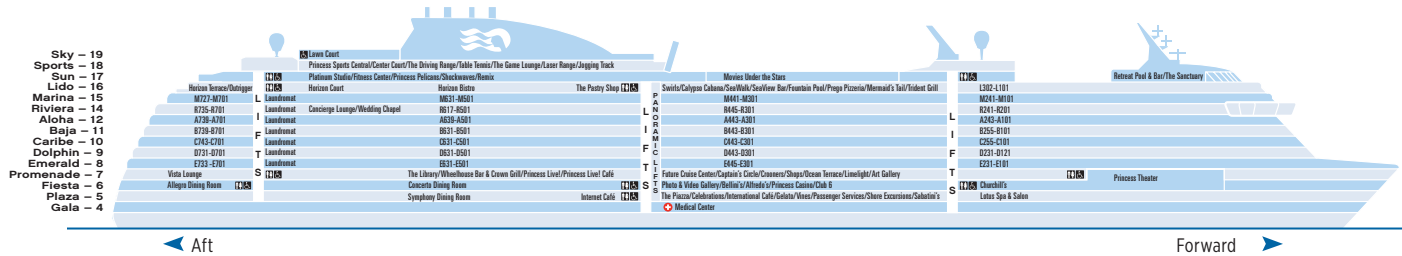 Sky – 19 Lawn Court
Sports – 18 Princess Sports Central/Center Court/The Driving Range/Table Tennis/The Game Lounge/Laser Range/Jogging Track
Sun – 17 Platinum Studio/Fitness Center/Princess Pelicans/Shockwaves/Remix Movies Under the Stars Retreat Pool & Bar/The Sanctuary
Lido – 16 Horizon Terrace/Outrigger Horizon Court Horizon Bistro The Pastry Shop Swirls/Calypso Cabana/SeaWalk/SeaView Bar/Fountain Pool/Prego Pizzeria/Mermaid's Tail/Trident Grill L302-L101
Marina – 15 M727-M701 Laundromat M631-M501 M441-M301 M241-M101
Riviera – 14 R735-R701 Laundromat Concierge Lounge/Wedding Chapel R617-R501 R445-R301 R241-R201
Aloha – 12 A739-A701 Laundromat A639-A501 A443-A301 A243-A101
Baja – 11 B739-B701 Laundromat B631-B501 B443-B301 B255-B101
Caribe – 10 C743-C701 Laundromat C631-C501 C443-C301 C255-C101
Dolphin – 9 D731-D701 Laundromat D631-D501 D443-D301 D231-D121
Emerald – 8 E733 -E701 Laundromat E631-E501 E445-E301 E231-E101
Promenade – 7 Vista Lounge The Library/Wheelhouse Bar & Crown Grill/Princess Live!/Princess Live! Café Future Cruise Center/Captain's Circle/Crooners/Shops/Ocean Terrace/Limelight/Art Gallery Princess Theater
Fiesta – 6 Allegro Dining Room Concerto Dining Room Photo & Video Gallery/Bellini's/Alfredo's/Princess Casino/Club 6 Churchill's
Plaza – 5 Symphony Dining Room Internet Café The Piazza/Celebrations/International Café/Gelato/Vines/Passenger Services/Shore Excursions/Sabatini's Lotus Spa & Salon
Gala – 4 Medical Center
LIFTS
LIFTS
PANORAMIC LIFTS
LIFTS
Aft Forward